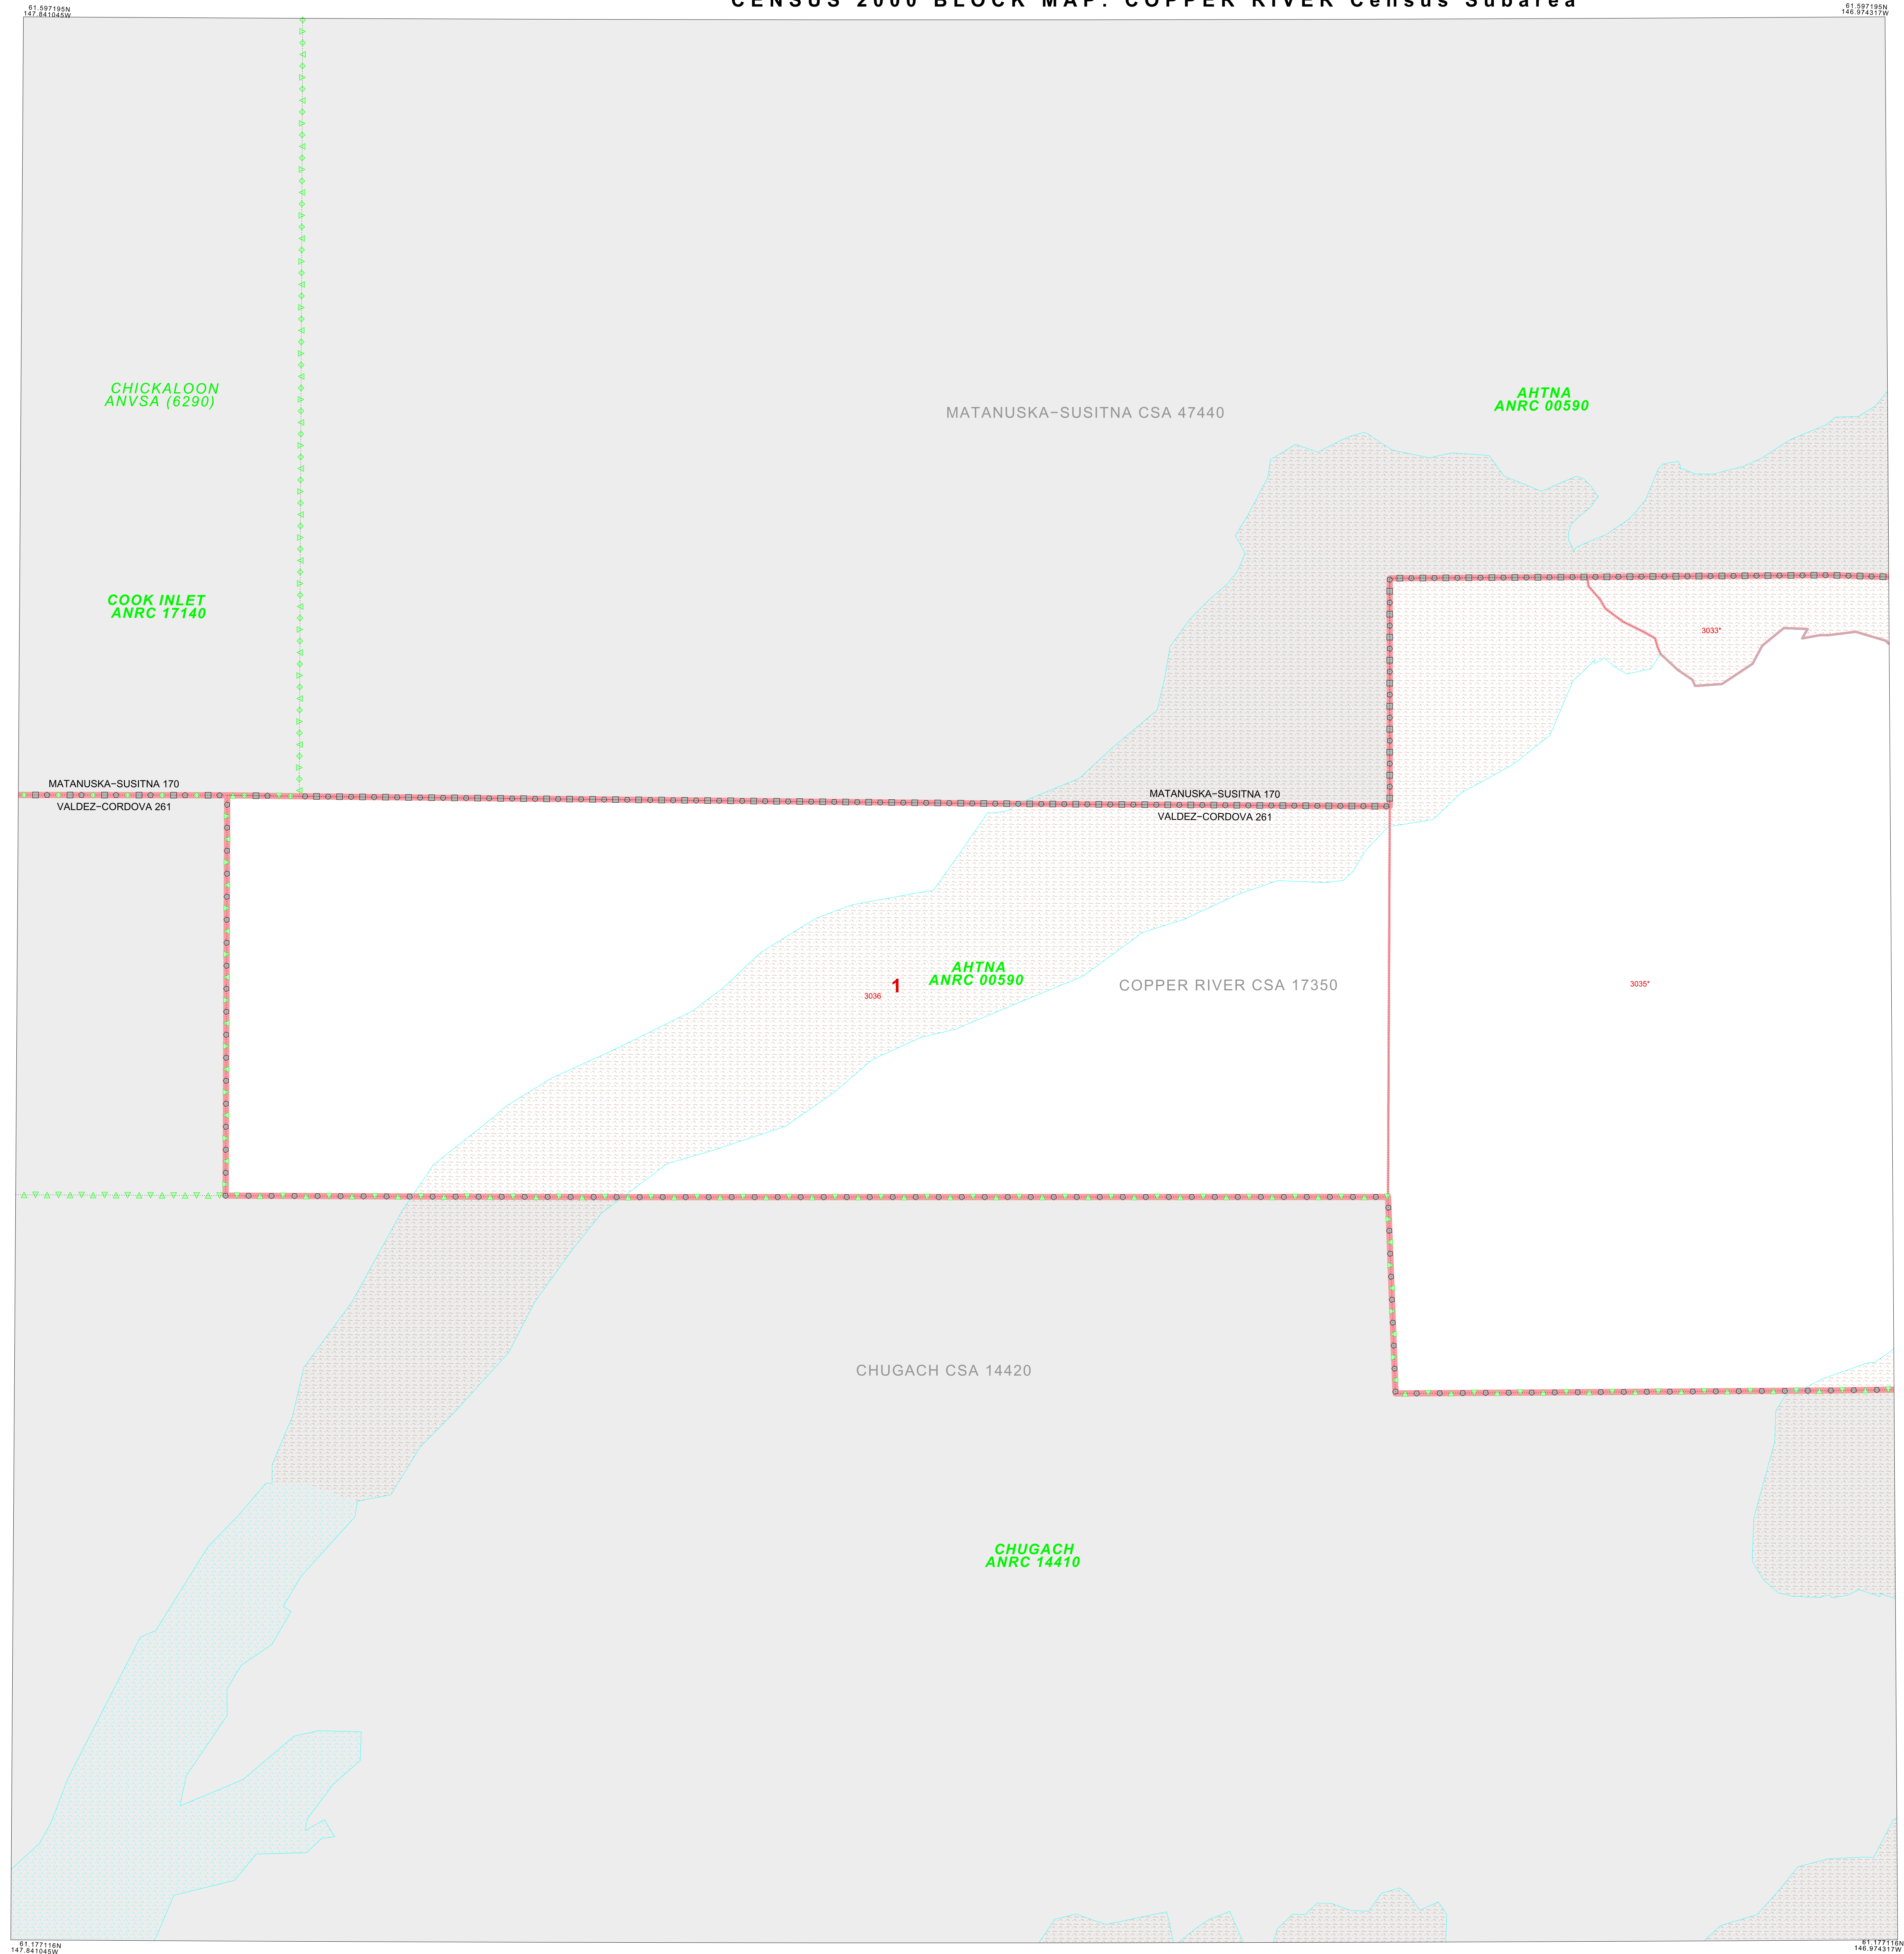 CENSUS 2000 BLOCK MAP: COPPER RIVER Census Subarea
61.597195N
147.841045W
61.597195N
146.974317W
CHICKALOON
ANVSA (6290)
AHTNA
ANRC 00590
MATANUSKA-SUSITNA CSA 47440
COOK INLET
ANRC 17140
3033*
MATANUSKA-SUSITNA 170
VALDEZ-CORDOVA 261
MATANUSKA-SUSITNA 170
VALDEZ-CORDOVA 261
AHTNA
ANRC 00590
1
3036
COPPER RIVER CSA 17350
3035*
CHUGACH CSA 14420
CHUGACH
ANRC 14410
61.177116N
147.841045W
61.177116N
146.974317W